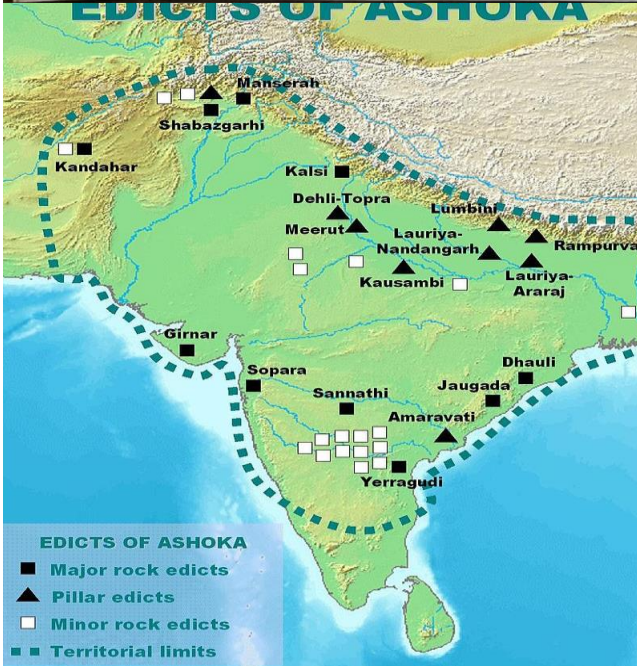 EDICTS OF ASHOKA
Manserah
Shabazgarhi
Kandahar
Kalsi
Dehli-Topra
Lumbini
Meerut
Lauriya-
Nandangarh
Rampurva
Kausambi
Lauriya-
Araraj
Girnar
Sopara
Dhauli
Sannathi
Jaugada
Amaravati
Yerragudi
EDICTS OF ASHOKA
Major rock edicts
Pillar edicts
Minor rock edicts
Territorial limits